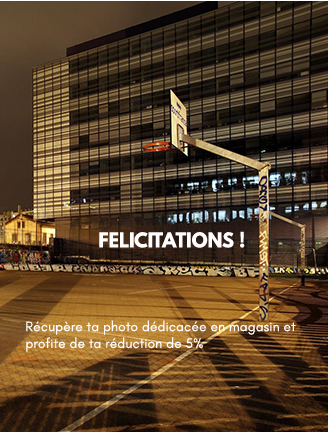 FELICITATIONS !
Récupère ta photo dédicacée en magasin et
profite de ta réduction de 5%